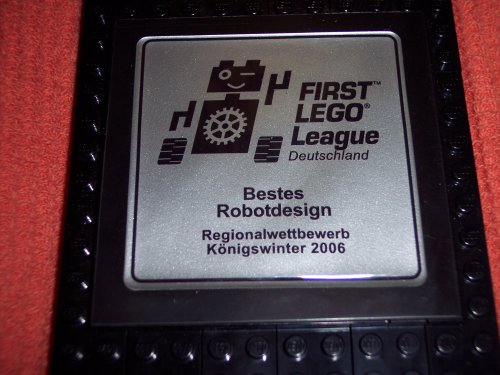 FIRST™
LEGO®
League
Deutschland
Bestes
Robotdesign
Regionalwettbewerb
Königswinter 2006